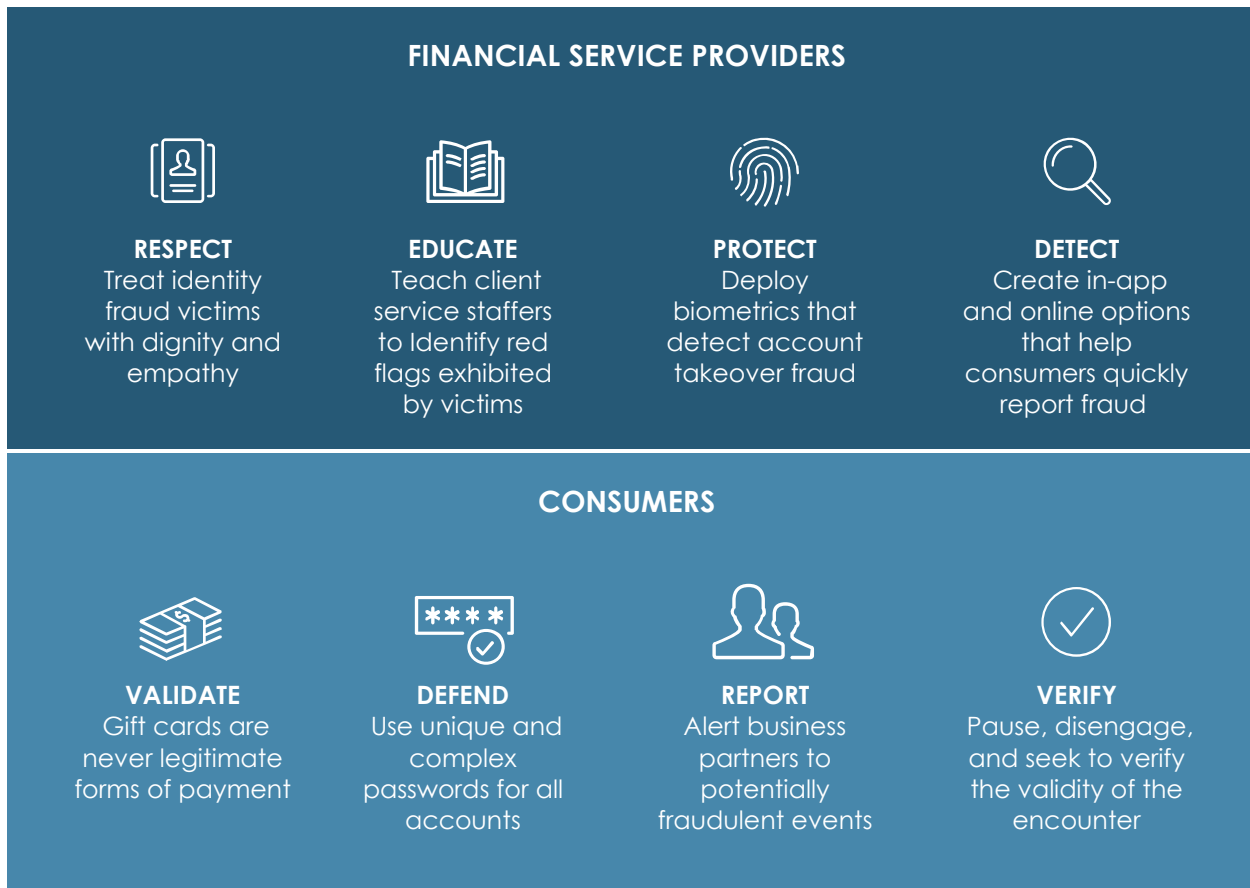 FINANCIAL SERVICE PROVIDERS
RESPECT
Treat identity
fraud victims
with dignity and
empathy
EDUCATE
Teach client
service staffers
to Identify red
flags exhibited
by victims
PROTECT
Deploy
biometrics that
detect account
takeover fraud
DETECT
Create in-app
and online options
that help
consumers quickly
report fraud
CONSUMERS
$
VALIDATE
Gift cards are
never legitimate
forms of payment
****
DEFEND
Use unique and
complex
passwords for all
accounts
REPORT
Alert business
partners to
potentially
fraudulent events
VERIFY
Pause, disengage,
and seek to verify
the validity of the
encounter